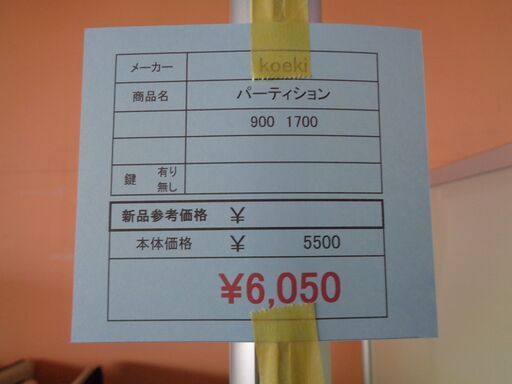 メーカー koeki
商品名 パーティション
900 1700
鍵 有り
無し
新品参考価格 ¥
本体価格 ¥ 5500
¥6,050